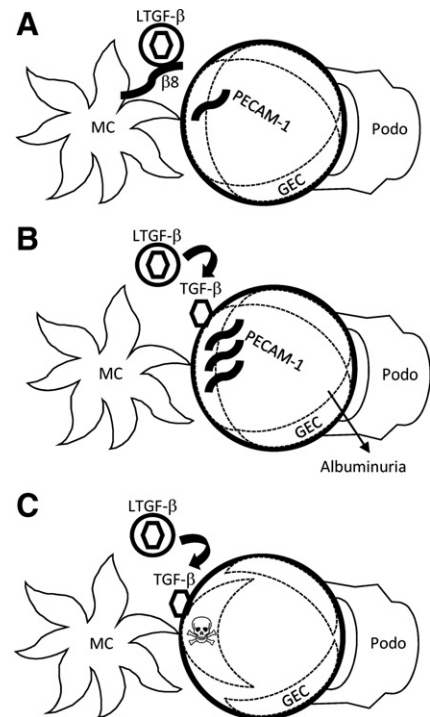 A
LTGF-β
β8
MC
PECAM-1
GEC
Podo
B
LTGF-β
TGF-β
MC
PECAM-1
GEC
Podo
Albuminuria
C
LTGF-β
TGF-β
MC
GEC
Podo